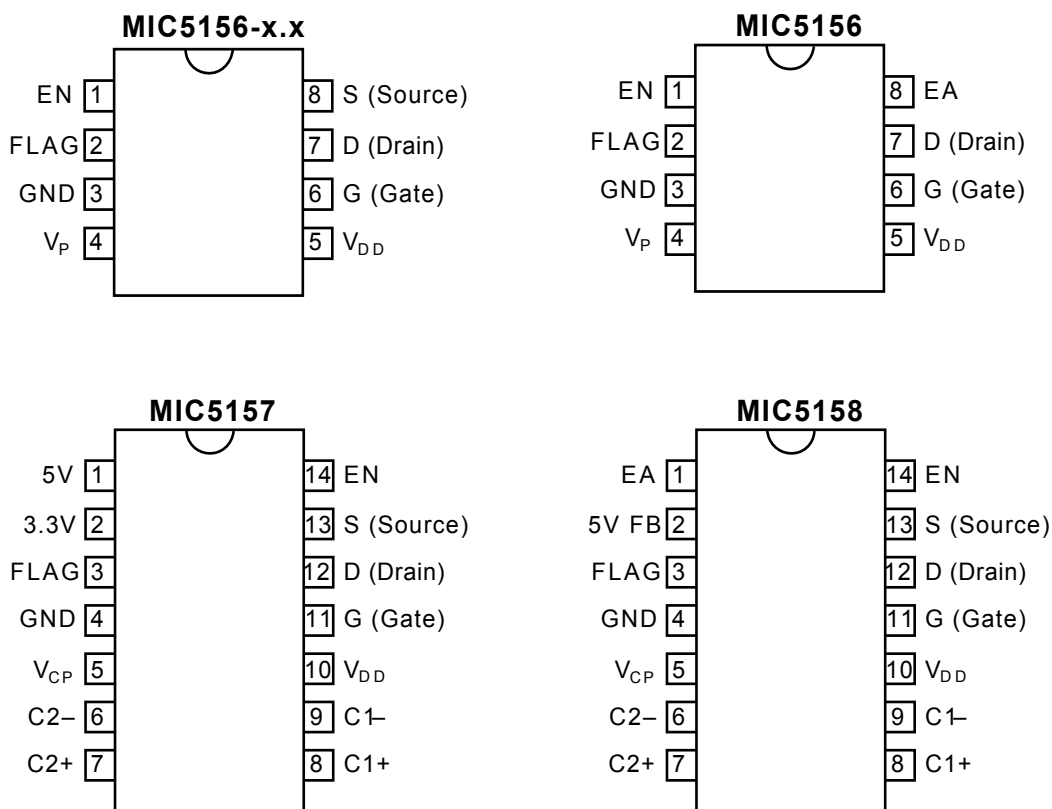 MIC5156-x.x
EN 1 8 S (Source)
FLAG 2 7 D (Drain)
GND 3 6 G (Gate)
VP 4 5 VDD
MIC5156
EN 1 8 EA
FLAG 2 7 D (Drain)
GND 3 6 G (Gate)
VP 4 5 VDD
MIC5157
5V 1 14 EN
3.3V 2 13 S (Source)
FLAG 3 12 D (Drain)
GND 4 11 G (Gate)
VCP 5 10 VDD
C2– 6 9 C1–
C2+ 7 8 C1+
MIC5158
EA 1 14 EN
5V FB 2 13 S (Source)
FLAG 3 12 D (Drain)
GND 4 11 G (Gate)
VCP 5 10 VDD
C2– 6 9 C1–
C2+ 7 8 C1+